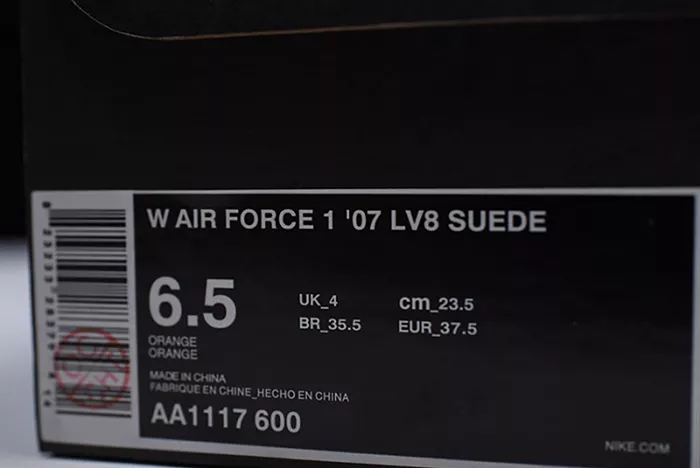 W AIR FORCE 1 '07 LV8 SUEDE
6.5
UK_4
cm_23.5
BR_35.5
EUR_37.5
ORANGE
ORANGE
MADE IN CHINA
FABRIQUE EN CHINE_HECHO EN CHINA
AA1117 600
NIKE.COM